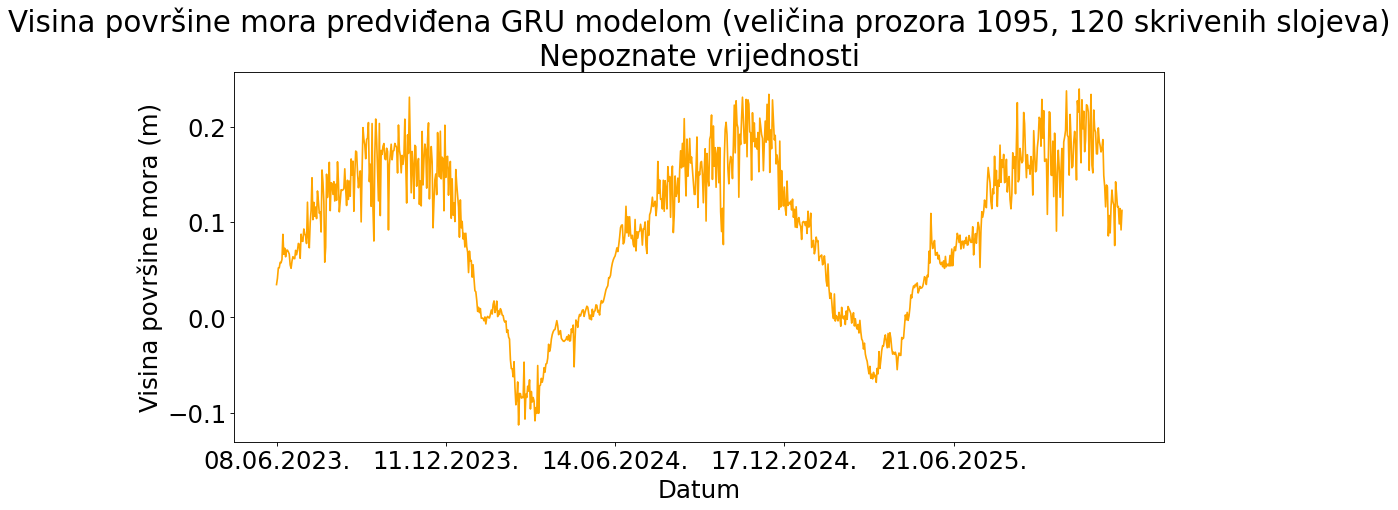 Visina površine mora predviđena GRU modelom (veličina prozora 1095, 120 skrivenih slojeva)
Nepoznate vrijednosti
Visina površine mora (m)
0.2
0.1
0.0
−0.1
08.06.2023. 11.12.2023. 14.06.2024. 17.12.2024. 21.06.2025.
Datum